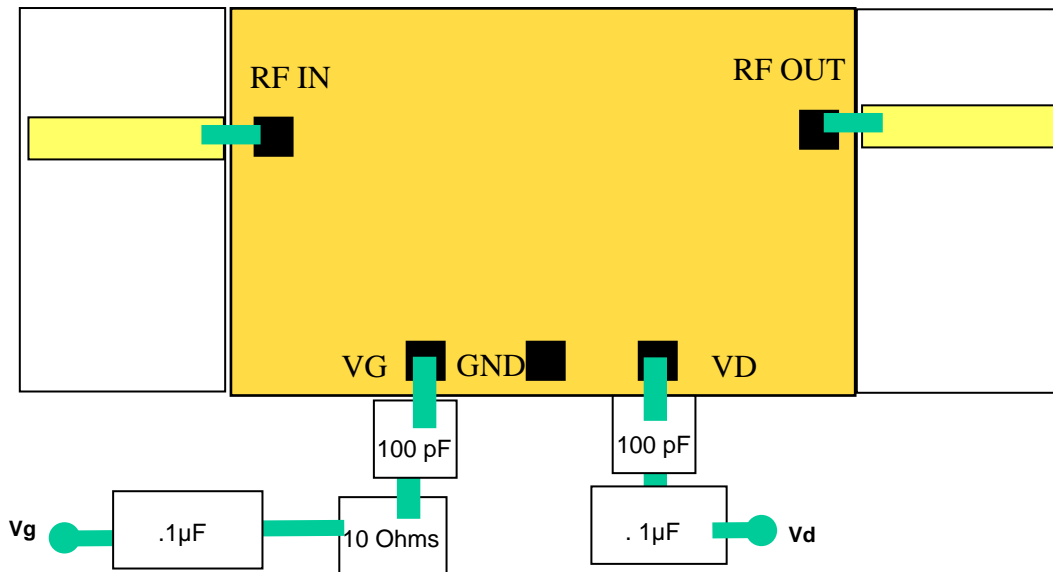 RF IN
RF OUT
VG
GND
VD
100 pF
100 pF
Vg
.1µF
10 Ohms
. 1µF
Vd